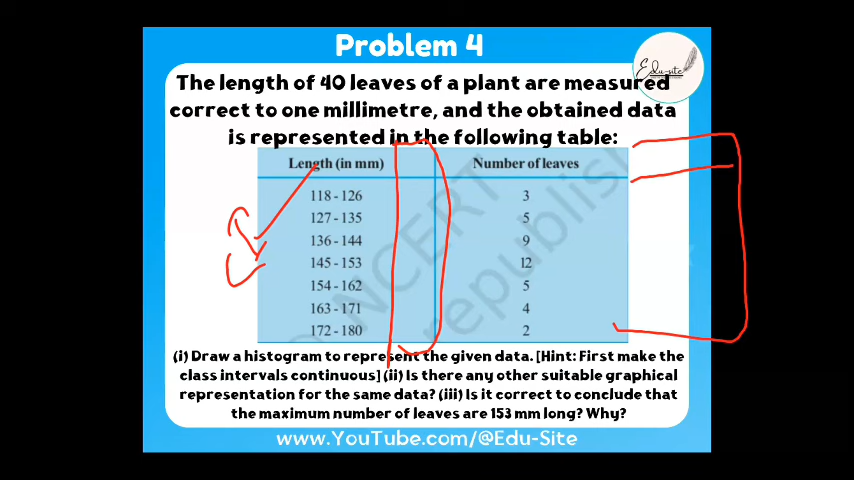 Problem 4
Edu-site
The length of 40 leaves of a plant are measured
correct to one millimetre, and the obtained data
is represented in the following table:
Length (in mm) Number of leaves
118 - 126 3
127 - 135 5
136 - 144 9
145 - 153 12
154 - 162 5
163 - 171 4
172 - 180 2
(i) Draw a histogram to represent the given data. [Hint: First make the
class intervals continuous] (ii) Is there any other suitable graphical
representation for the same data? (iii) Is it correct to conclude that
the maximum number of leaves are 153 mm long? Why?
www.YouTube.com/@Edu-Site